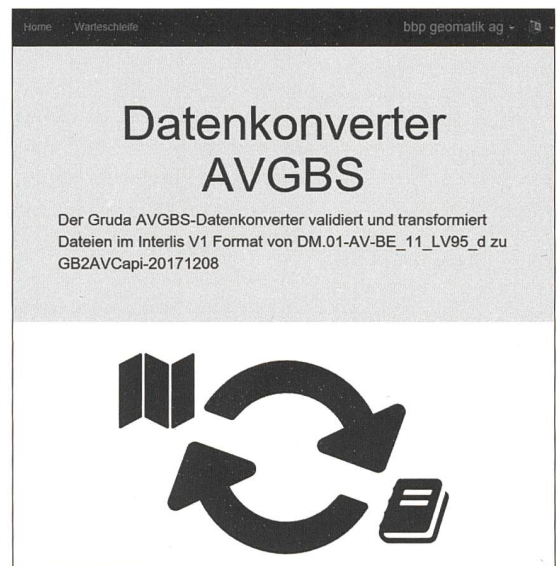 Home Warteschleife bbp geomatik ag
Datenkonverter
AVGBS
Der Gruda AVGBS-Datenkonverter validiert und transformiert
Dateien im Interlis V1 Format von DM.01-AV-BE_11_LV95_d zu
GB2AVCapi-20171208